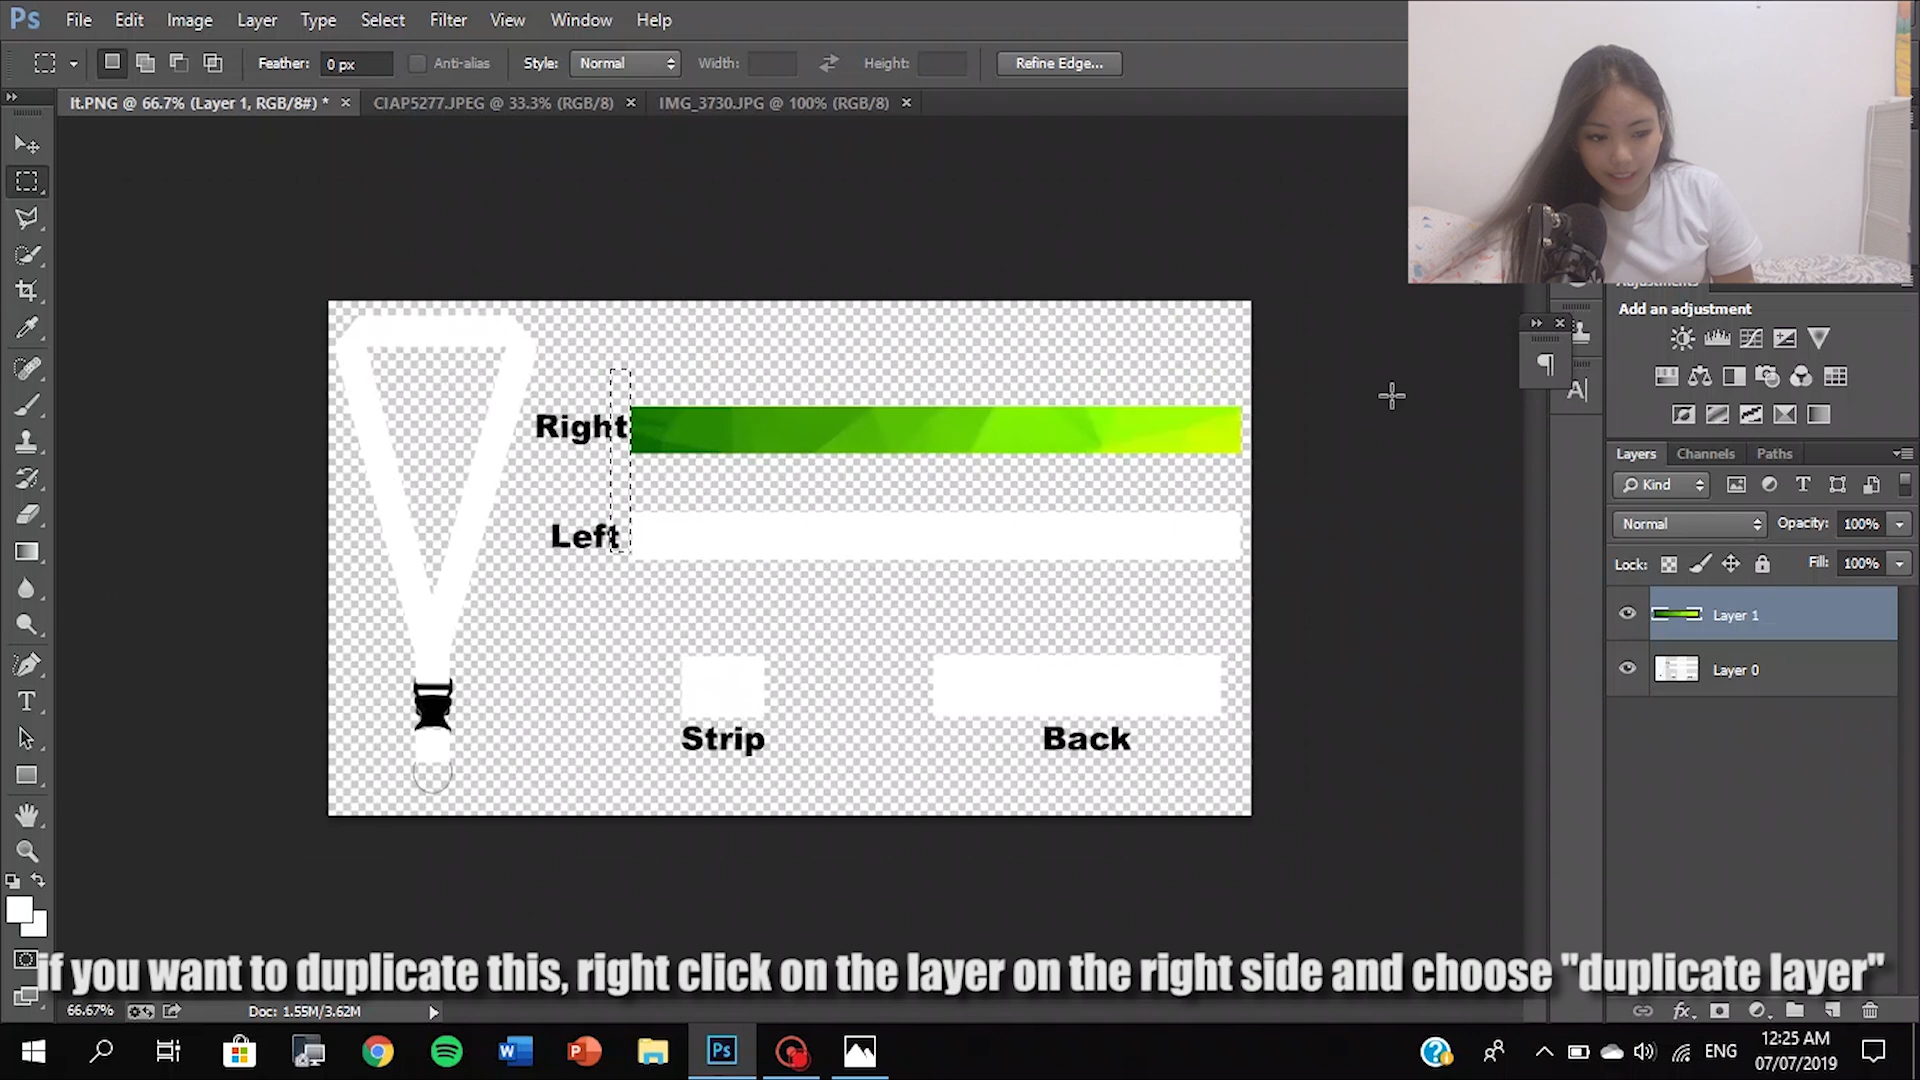 Ps File Edit Image Layer Type Select Filter View Window Help
Feather: 0 px Anti-alias Style: Normal Width: Height: Refine Edge...
lt.PNG @ 66.7% (Layer 1, RGB/8#) * × CIAP5277.JPEG @ 33.3% (RGB/8) × IMG_3730.JPG @ 100% (RGB/8) ×
Adjustments
Add an adjustment
Right
Left
Strip
Back
Layers Channels Paths
Kind
Normal Opacity: 100%
Lock: Fill: 100%
Layer 1
Layer 0
if you want to duplicate this, right click on the layer on the right side and choose "duplicate layer"
66.67% Doc: 1.55M/3.62M
ENG
12:25 AM
07/07/2019